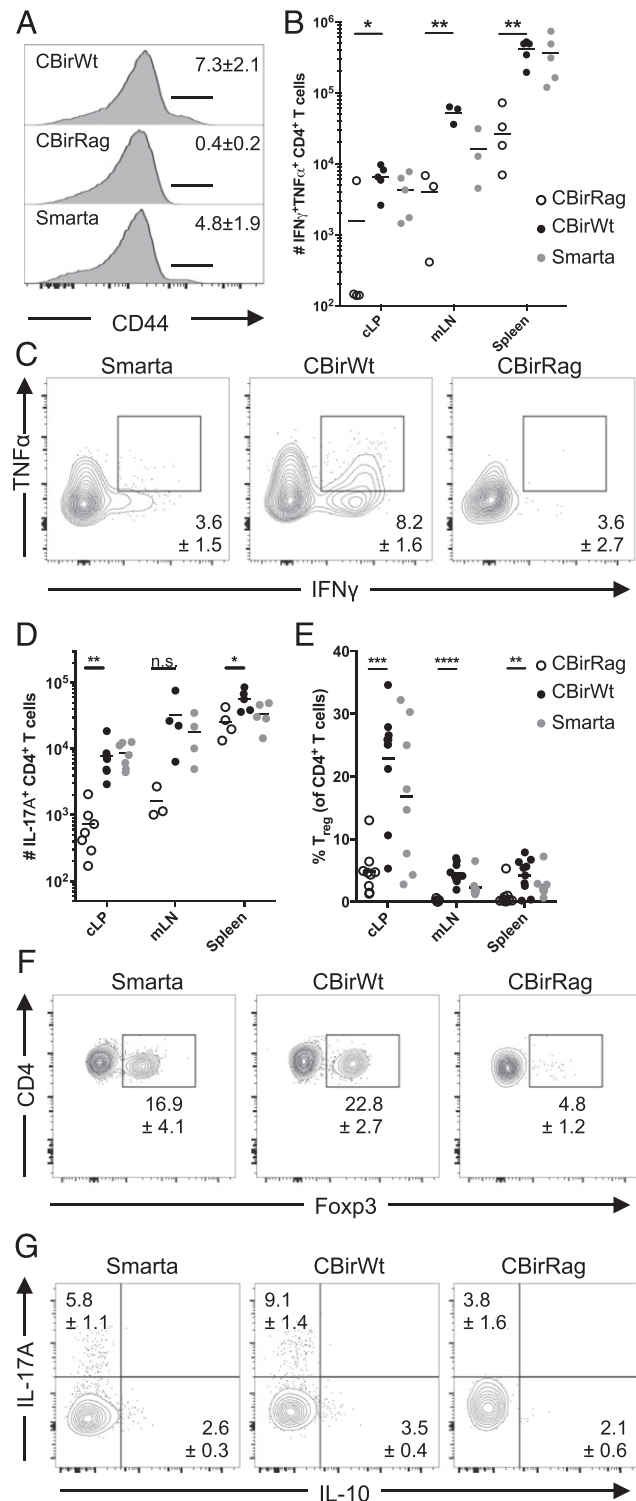 A
CBirWt
7.3±2.1
CBirRag
0.4±0.2
Smarta
4.8±1.9
CD44
B
# IFNγ⁺TNFα⁺ CD4⁺ T cells
10⁶
10⁵
10⁴
10³
10²
* ** **
cLP mLN Spleen
CBirRag
CBirWt
Smarta
C
Smarta CBirWt CBirRag
TNFα
3.6
± 1.5
8.2
± 1.6
3.6
± 2.7
IFNγ
D
# IL-17A⁺ CD4⁺ T cells
10⁵
10⁴
10³
10²
** n.s *
cLP mLN Spleen
E
% Treg (of CD4⁺ T cells)
40
30
20
10
0
*** **** **
cLP mLN Spleen
CBirRag
CBirWt
Smarta
F
Smarta CBirWt CBirRag
CD4
16.9
± 4.1
22.8
± 2.7
4.8
± 1.2
Foxp3
G
Smarta CBirWt CBirRag
IL-17A
5.8
± 1.1
2.6
± 0.3
9.1
± 1.4
3.5
± 0.4
3.8
± 1.6
2.1
± 0.6
IL-10